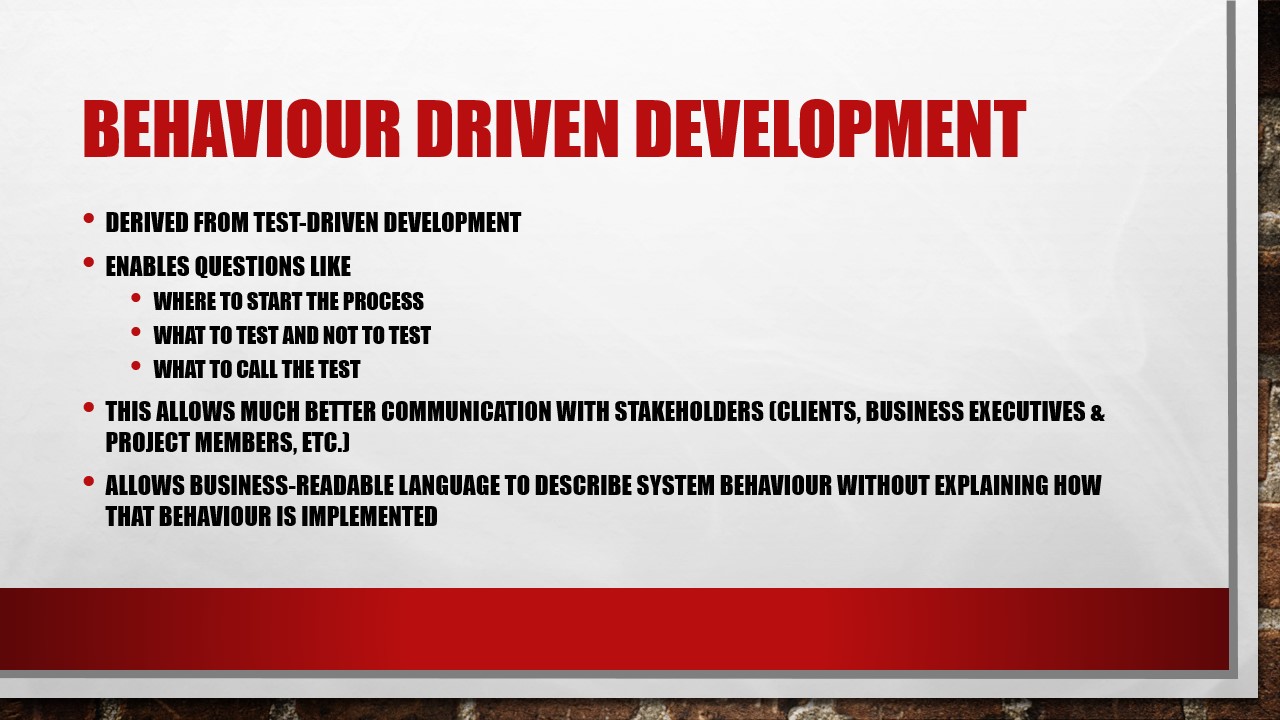 BEHAVIOUR DRIVEN DEVELOPMENT
• DERIVED FROM TEST-DRIVEN DEVELOPMENT
• ENABLES QUESTIONS LIKE
• WHERE TO START THE PROCESS
• WHAT TO TEST AND NOT TO TEST
• WHAT TO CALL THE TEST
• THIS ALLOWS MUCH BETTER COMMUNICATION WITH STAKEHOLDERS (CLIENTS, BUSINESS EXECUTIVES &
PROJECT MEMBERS, ETC.)
• ALLOWS BUSINESS-READABLE LANGUAGE TO DESCRIBE SYSTEM BEHAVIOUR WITHOUT EXPLAINING HOW
THAT BEHAVIOUR IS IMPLEMENTED